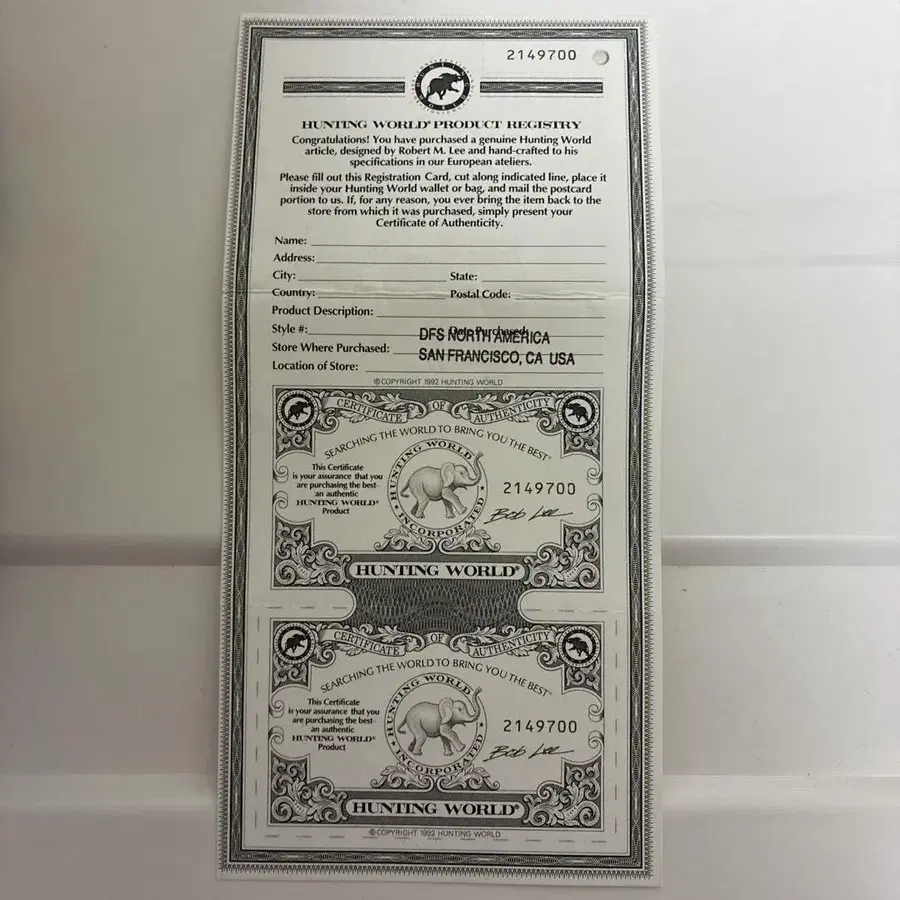 2149700
HUNTING WORLD® PRODUCT REGISTRY
Congratulations! You have purchased a genuine Hunting World
article, designed by Robert M. Lee and hand-crafted to his
specifications in our European ateliers.
Please fill out this Registration Card, cut along indicated line, place it
inside your Hunting World wallet or bag, and mail the postcard
portion to us. If, for any reason, you ever bring the item back to the
store from which it was purchased, simply present your
Certificate of Authenticity.
Name:
Address:
City: State:
Country: Postal Code:
Product Description:
Style #: Date Purchased:
DFS NORTH AMERICA
Store Where Purchased:
SAN FRANCISCO, CA USA
Location of Store:
©COPYRIGHT 1992 HUNTING WORLD
CERTIFICATE OF AUTHENTICITY
SEARCHING THE WORLD TO BRING YOU THE BEST®
This Certificate
is your assurance that you
are purchasing the best-
an authentic
HUNTING WORLD®
Product
HUNTING WORLD
INCORPORATED
2149700
Bob Lee
HUNTING WORLD®
CERTIFICATE OF AUTHENTICITY
SEARCHING THE WORLD TO BRING YOU THE BEST®
This Certificate
is your assurance that you
are purchasing the best-
an authentic
HUNTING WORLD®
Product
HUNTING WORLD
INCORPORATED
2149700
Bob Lee
HUNTING WORLD®
©COPYRIGHT 1992 HUNTING WORLD